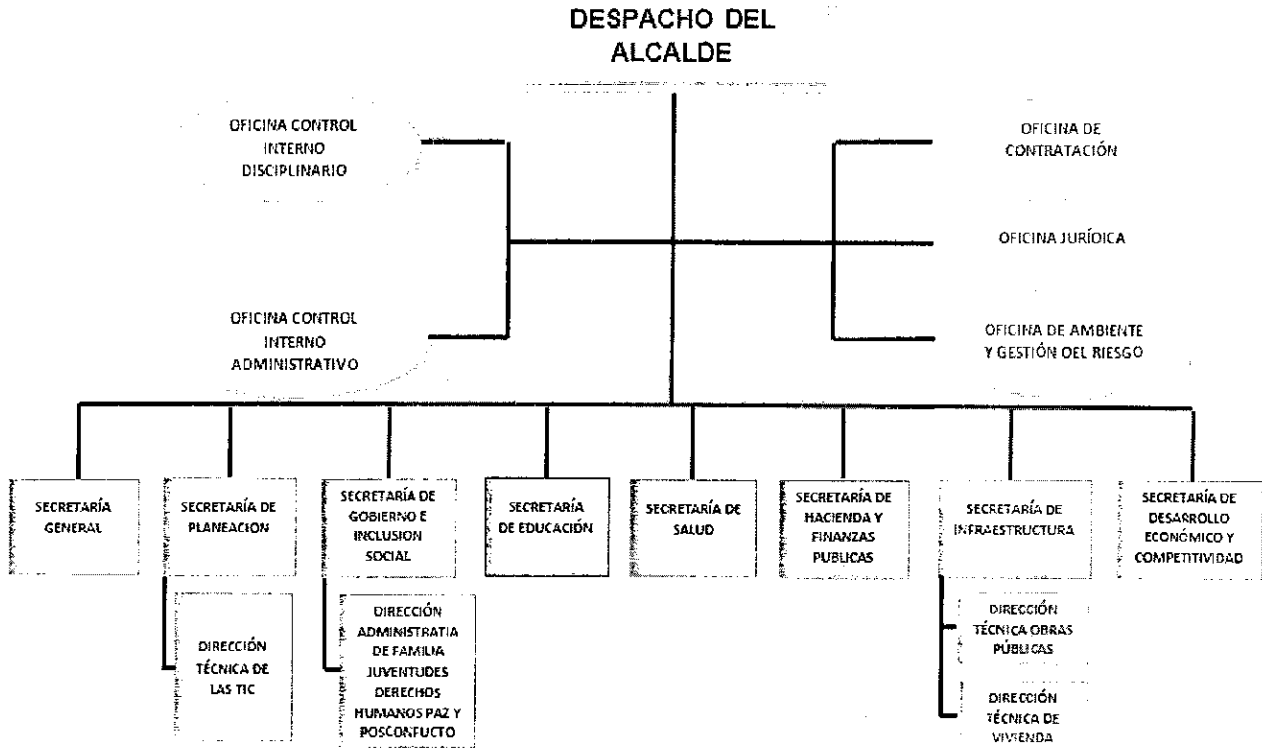 DESPACHO DEL
ALCALDE
OFICINA CONTROL
INTERNO
DISCIPLINARIO
OFICINA DE
CONTRATACIÓN
OFICINA JURÍDICA
OFICINA CONTROL
INTERNO
ADMINISTRATIVO
OFICINA DE AMBIENTE
Y GESTIÓN DEL RIESGO
SECRETARÍA
GENERAL
SECRETARÍA DE
PLANEACION
SECRETARÍA DE
GOBIERNO E
INCLUSION
SOCIAL
SECRETARÍA
DE EDUCACIÓN
SECRETARÍA DE
SALUD
SECRETARÍA DE
HACIENDA Y
FINANZAS
PUBLICAS
SECRETARÍA DE
INFRAESTRUCTURA
SECRETARÍA DE
DESARROLLO
ECONÓMICO Y
COMPETITIVIDAD
DIRECCIÓN
TÉCNICA DE
LAS TIC
DIRECCIÓN
ADMINISTRATIA
DE FAMILIA
JUVENTUDES
DERECHOS
HUMANOS PAZ Y
POSCONFUCTO
DIRECCIÓN
TÉCNICA OBRAS
PÚBLICAS
DIRECCIÓN
TÉCNICA DE
VIVIENDA